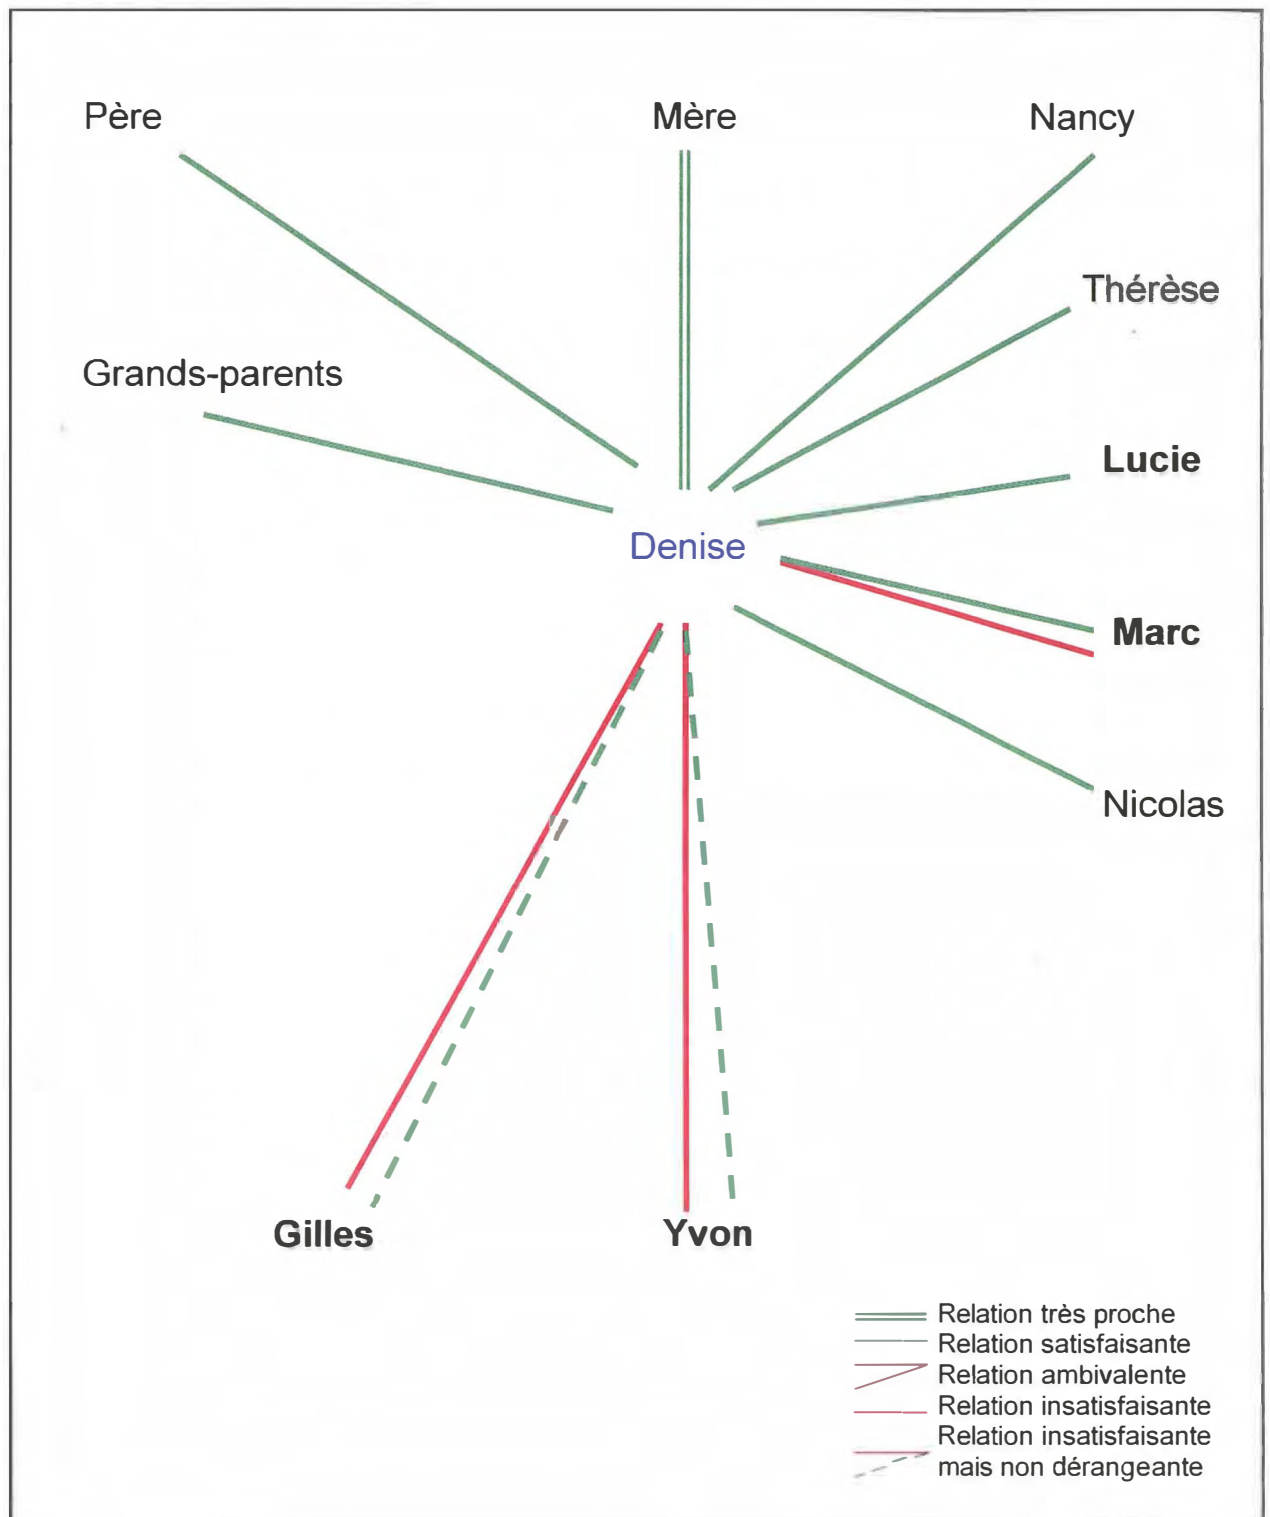 Père
Mère
Nancy
Thérèse
Grands-parents
Lucie
Denise
Marc
Nicolas
Gilles
Yvon
Relation très proche
Relation satisfaisante
Relation ambivalente
Relation insatisfaisante
Relation insatisfaisante
mais non dérangeante